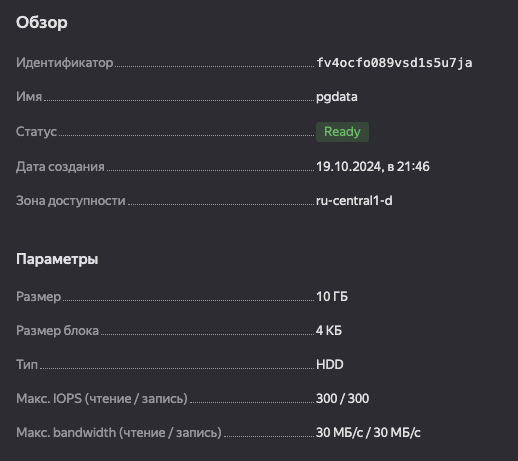 Обзор
Идентификатор fv4ocfo089vsd1s5u7ja
Имя pgdata
Статус Ready
Дата создания 19.10.2024, в 21:46
Зона доступности ru-central1-d
Параметры
Размер 10 ГБ
Размер блока 4 КБ
Тип HDD
Макс. IOPS (чтение / запись) 300 / 300
Макс. bandwidth (чтение / запись) 30 МБ/с / 30 МБ/с